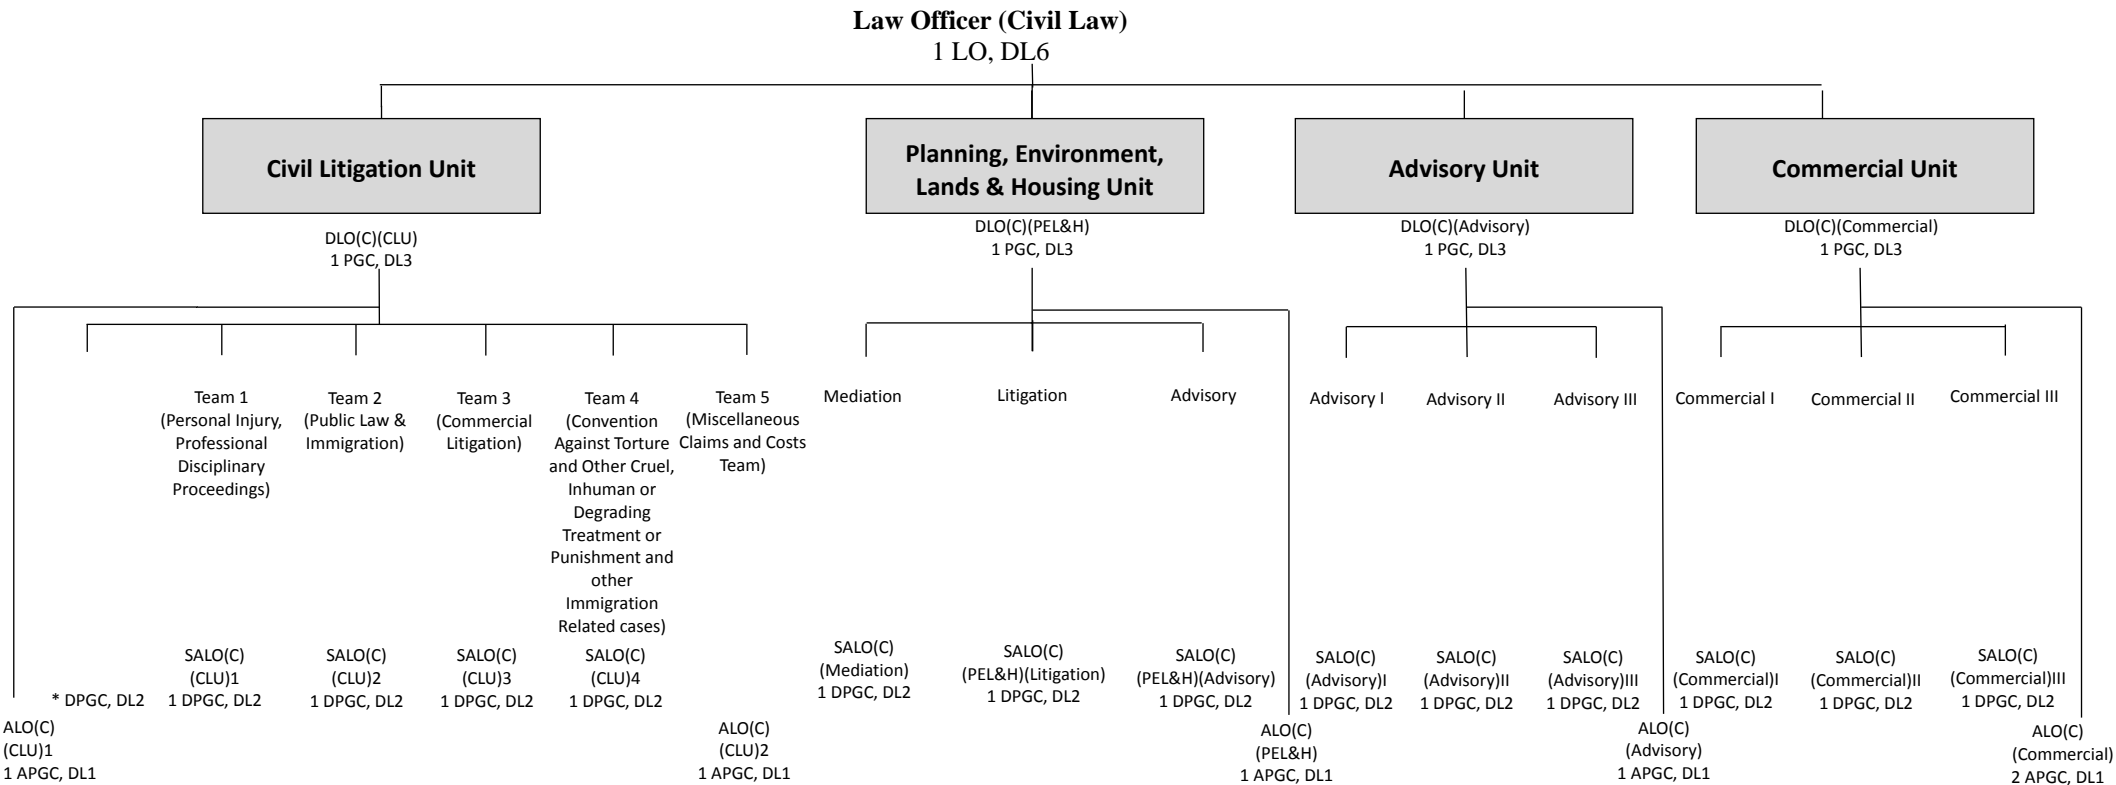 Law Officer (Civil Law)
1 LO, DL6
Civil Litigation Unit
DLO(C)(CLU)
1 PGC, DL3
Planning, Environment,
Lands & Housing Unit
DLO(C)(PEL&H)
1 PGC, DL3
Advisory Unit
DLO(C)(Advisory)
1 PGC, DL3
Commercial Unit
DLO(C)(Commercial)
1 PGC, DL3
ALO(C)
(CLU)1
1 APGC, DL1
* DPGC, DL2
Team 1
(Personal Injury,
Professional
Disciplinary
Proceedings)
SALO(C)
(CLU)1
1 DPGC, DL2
Team 2
(Public Law &
Immigration)
SALO(C)
(CLU)2
1 DPGC, DL2
Team 3
(Commercial
Litigation)
SALO(C)
(CLU)3
1 DPGC, DL2
Team 4
(Convention
Against Torture
and Other Cruel,
Inhuman or
Degrading
Treatment or
Punishment and
other
Immigration
Related cases)
SALO(C)
(CLU)4
1 DPGC, DL2
Team 5
(Miscellaneous
Claims and Costs
Team)
ALO(C)
(CLU)2
1 APGC, DL1
Mediation
SALO(C)
(Mediation)
1 DPGC, DL2
Litigation
SALO(C)
(PEL&H)(Litigation)
1 DPGC, DL2
Advisory
SALO(C)
(PEL&H)(Advisory)
1 DPGC, DL2
ALO(C)
(PEL&H)
1 APGC, DL1
Advisory I
SALO(C)
(Advisory)I
1 DPGC, DL2
Advisory II
SALO(C)
(Advisory)II
1 DPGC, DL2
Advisory III
SALO(C)
(Advisory)III
1 DPGC, DL2
ALO(C)
(Advisory)
1 APGC, DL1
Commercial I
SALO(C)
(Commercial)I
1 DPGC, DL2
Commercial II
SALO(C)
(Commercial)II
1 DPGC, DL2
Commercial III
SALO(C)
(Commercial)III
1 DPGC, DL2
ALO(C)
(Commercial)
2 APGC, DL1